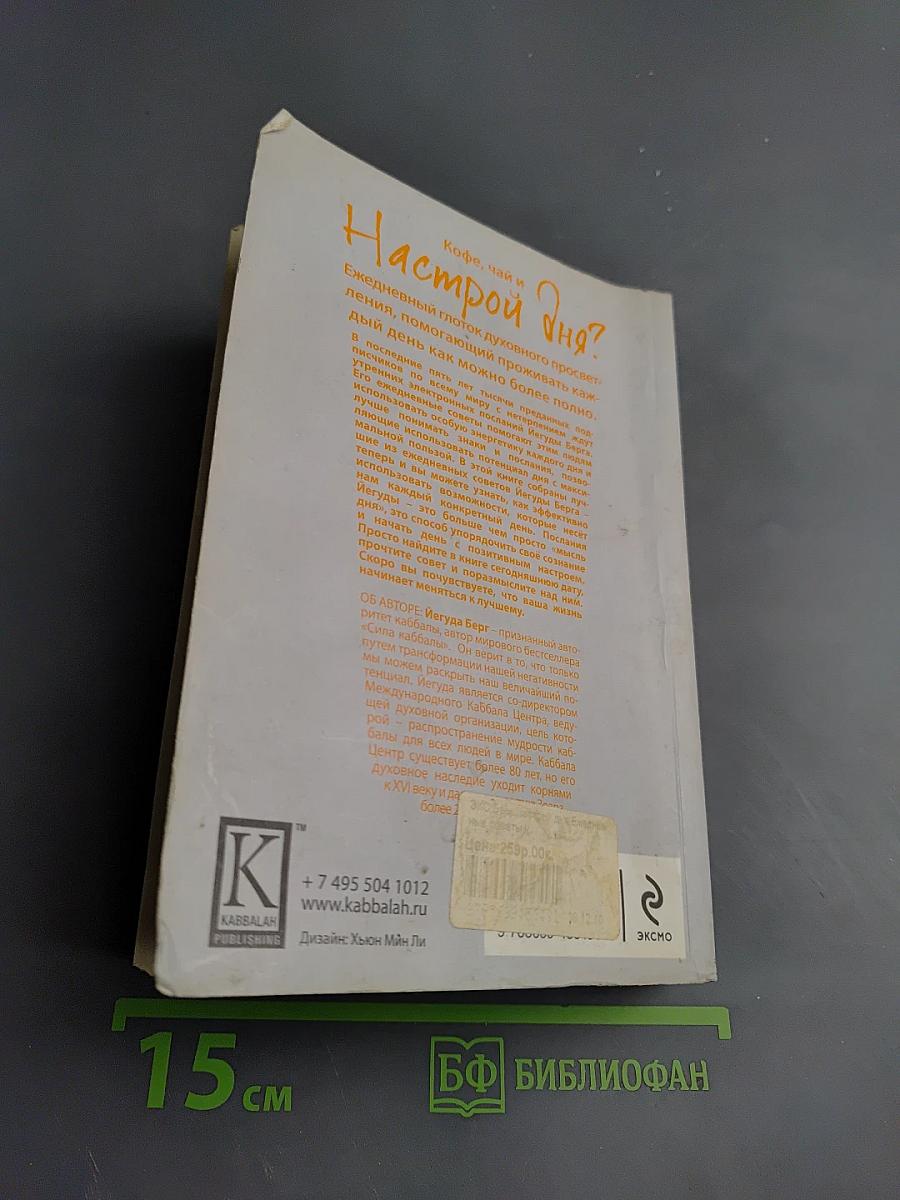 Кофе, чай и
Настрой дня?
Ежедневный глоток духовного просвет-
ления, помогающий проживать каж-
дый день как можно более полно.
В последние пять лет тысячи преданных под-
писчиков по всему миру с нетерпением ждут
утренних электронных посланий Йегуды Берга.
Его ежедневные советы помогают этим людям
использовать особую энергетику каждого дня и
лучше понимать знаки и послания, позво-
ляющие использовать потенциал дня с макси-
мальной пользой. В этой книге собраны луч-
шие из ежедневных советов Йегуды Берга –
теперь и вы можете узнать, как эффективно
использовать возможности, которые несёт
нам каждый конкретный день. Послания
Йегуды – это больше чем просто «мысль
дня», это способ упорядочить своё сознание
и начать день с позитивным настроем.
Просто найдите в книге сегодняшнюю дату,
прочтите совет и поразмыслите над ним.
Скоро вы почувствуете, что ваша жизнь
начинает меняться к лучшему.
ОБ АВТОРЕ: Йегуда Берг – признанный авто-
ритет каббалы, автор мирового бестселлера
«Сила каббалы». Он верит в то, что только
путем трансформации нашей негативности
мы можем раскрыть наш величайший по-
тенциал. Йегуда является со-директором
Международного Каббала Центра, веду-
щей духовной организации, цель кото-
рой – распространение мудрости каб-
балы для всех людей в мире. Каббала
Центр существует более 80 лет, но его
духовное наследие уходит корнями
к XVI веку и да
более 2
Цена:259р.00к.
K™
KABBALAH
PUBLISHING
+ 7 495 504 1012
www.kabbalah.ru
Дизайн: Хьюн Мин Ли
ЭКСМО
15 см
БФ БИБЛИОФАН